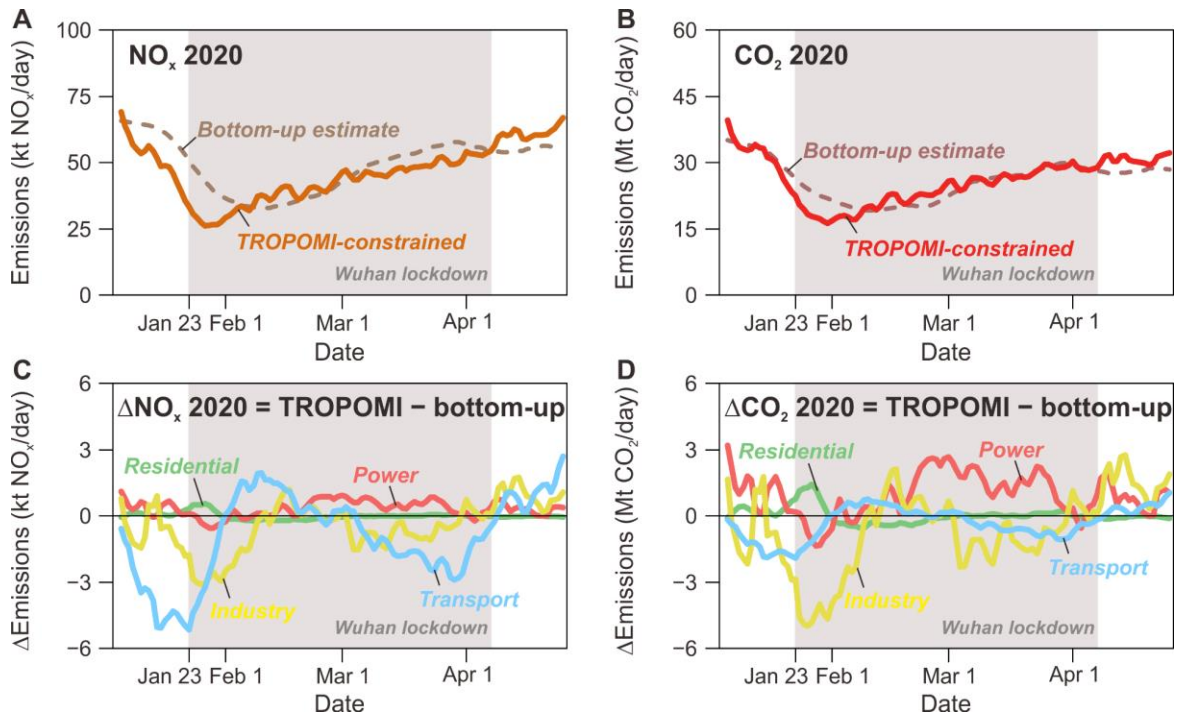 A
NOx 2020
Emissions (kt NOx/day)
100
75
50
25
0
Bottom-up estimate
TROPOMI-constrained
Wuhan lockdown
Jan 23 Feb 1 Mar 1 Apr 1
Date
B
CO2 2020
Emissions (Mt CO2/day)
60
45
30
15
0
Bottom-up estimate
TROPOMI-constrained
Wuhan lockdown
Jan 23 Feb 1 Mar 1 Apr 1
Date
C
ΔNOx 2020 = TROPOMI − bottom-up
ΔEmissions (kt NOx/day)
6
3
0
−3
−6
Residential
Power
Industry
Transport
Wuhan lockdown
Jan 23 Feb 1 Mar 1 Apr 1
Date
D
ΔCO2 2020 = TROPOMI − bottom-up
ΔEmissions (Mt CO2/day)
6
3
0
−3
−6
Residential
Power
Industry
Transport
Wuhan lockdown
Jan 23 Feb 1 Mar 1 Apr 1
Date